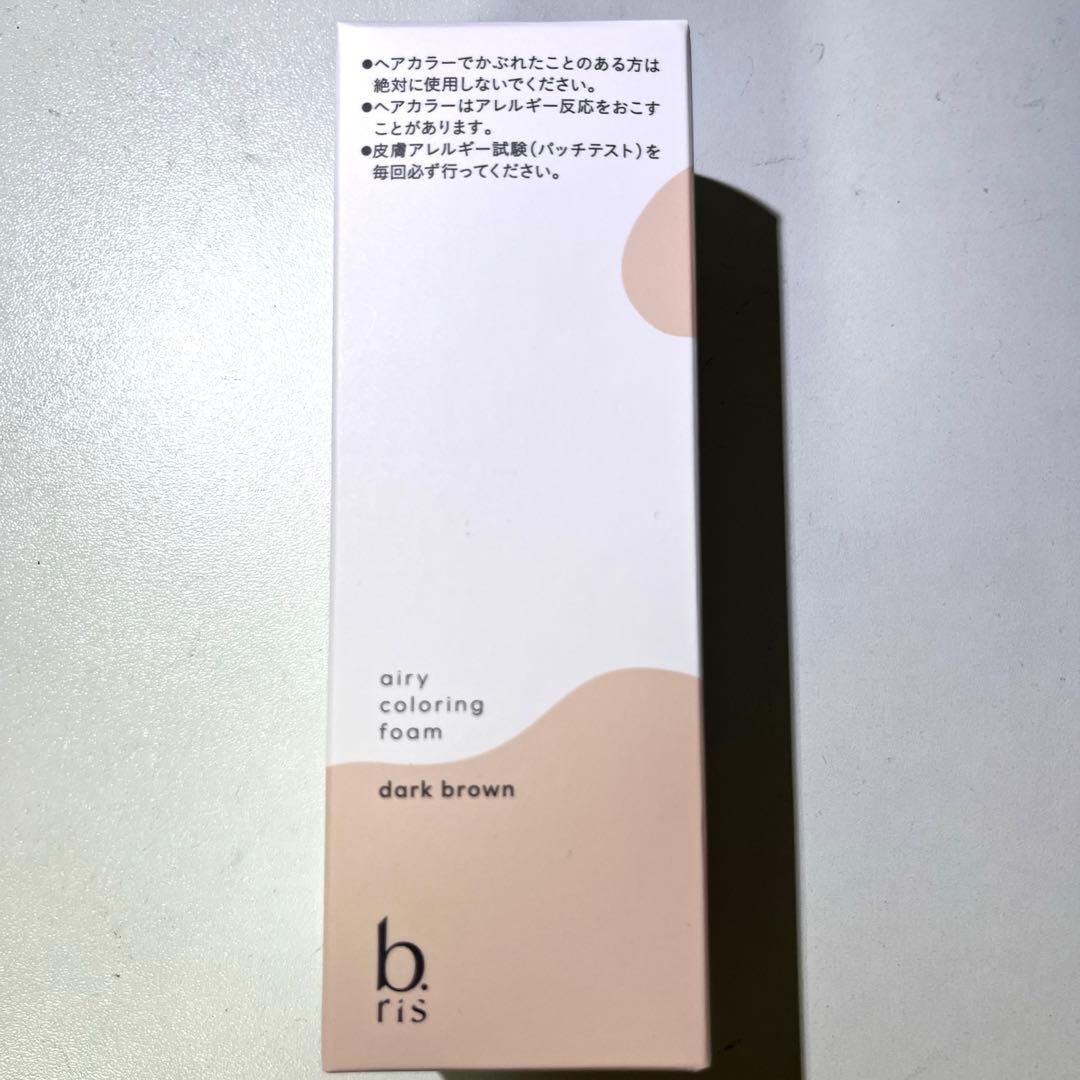 ●ヘアカラーでかぶれたことのある方は
絶対に使用しないでください。
●ヘアカラーはアレルギー反応をおこす
ことがあります。
●皮膚アレルギー試験(パッチテスト)を
毎回必ず行ってください。
airy
coloring
foam
dark brown
b.
ris